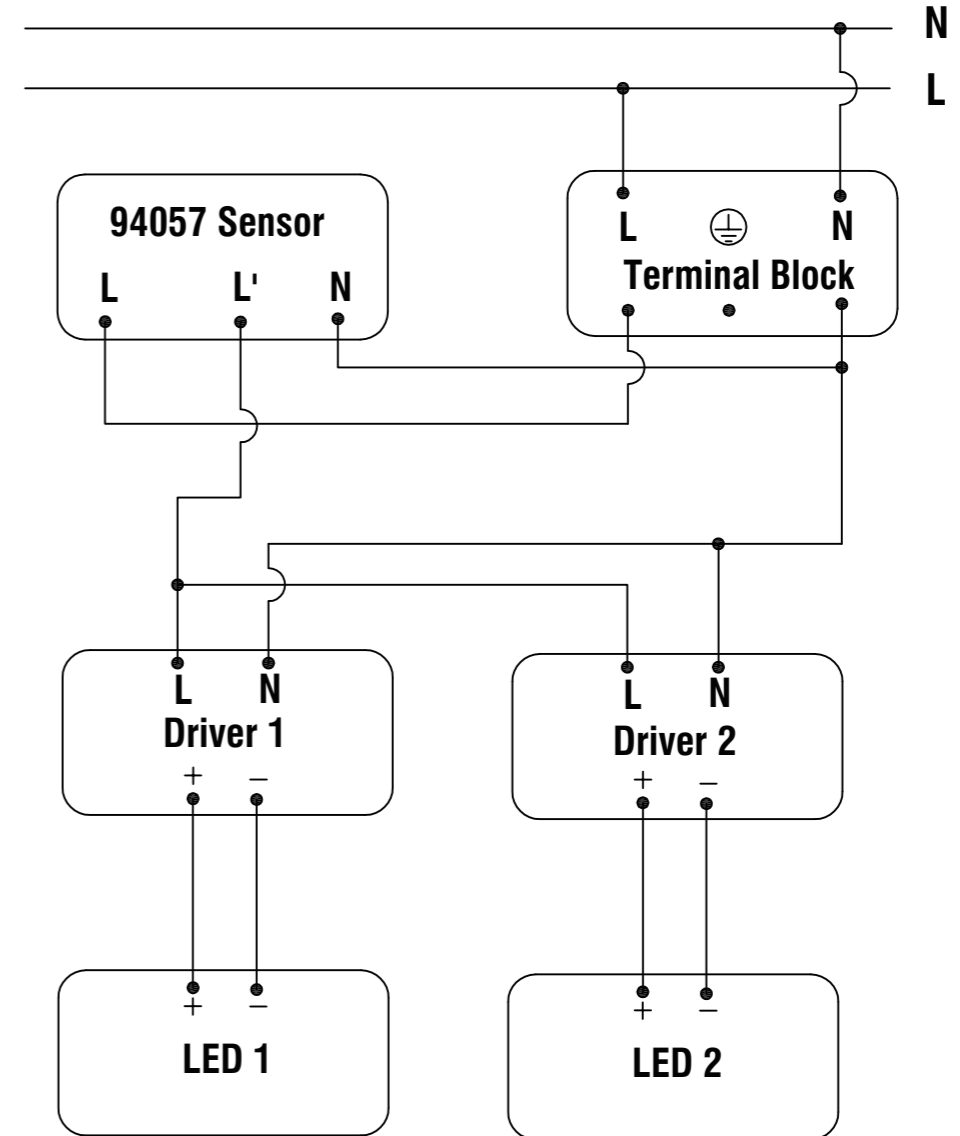 N
L
94057 Sensor
L L' N
L N
Terminal Block
L N
Driver 1
+ −
L N
Driver 2
+ −
+ −
LED 1
+ −
LED 2